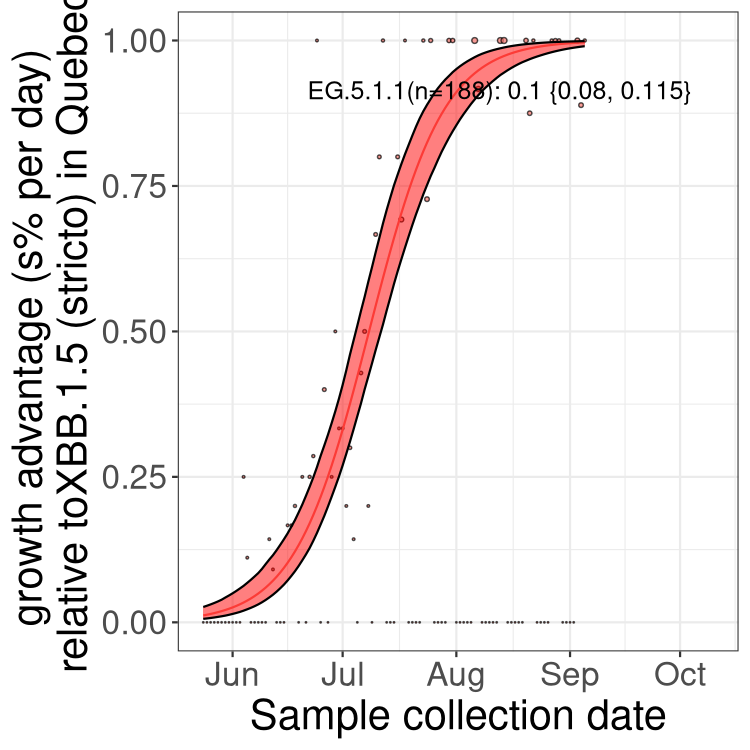 growth advantage (s% per day)
relative toXBB.1.5 (stricto) in Quebec
1.00
EG.5.1.1(n=188): 0.1 {0.08, 0.115}
0.75
0.50
0.25
0.00
Jun Jul Aug Sep Oct
Sample collection date